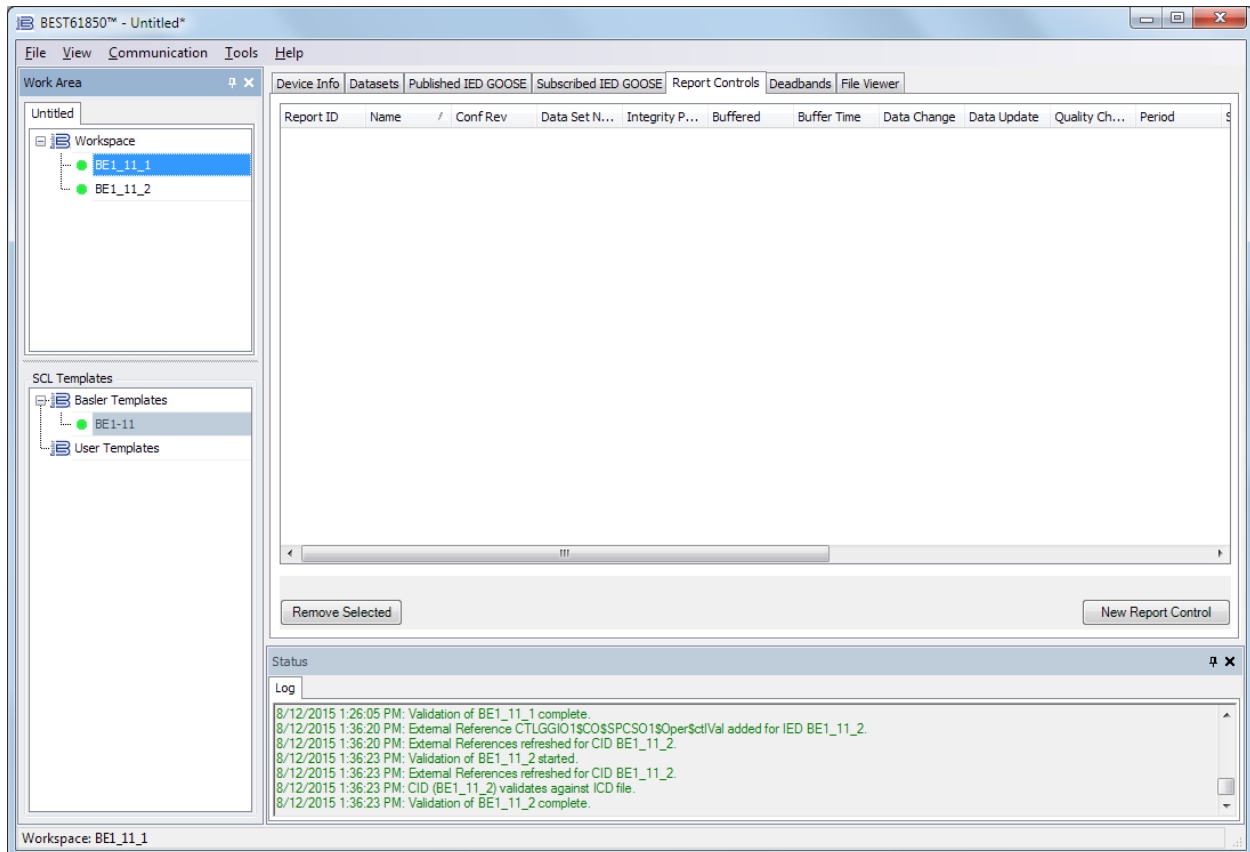 BEST61850™ - Untitled*
File View Communication Tools Help
Work Area
Untitled
Workspace
BE1_11_1
BE1_11_2
SCL Templates
Basler Templates
BE1-11
User Templates
Device Info Datasets Published IED GOOSE Subscribed IED GOOSE Report Controls Deadbands File Viewer
Report ID Name / Conf Rev Data Set N... Integrity P... Buffered Buffer Time Data Change Data Update Quality Ch... Period S
Remove Selected New Report Control
Status
Log
8/12/2015 1:26:05 PM: Validation of BE1_11_1 complete.
8/12/2015 1:36:20 PM: External Reference CTLGGIO1$CO$SPCSO1$Oper$ctlVal added for IED BE1_11_2.
8/12/2015 1:36:20 PM: External References refreshed for CID BE1_11_2.
8/12/2015 1:36:23 PM: Validation of BE1_11_2 started.
8/12/2015 1:36:23 PM: External References refreshed for CID BE1_11_2.
8/12/2015 1:36:23 PM: CID (BE1_11_2) validates against ICD file.
8/12/2015 1:36:23 PM: Validation of BE1_11_2 complete.
Workspace: BE1_11_1